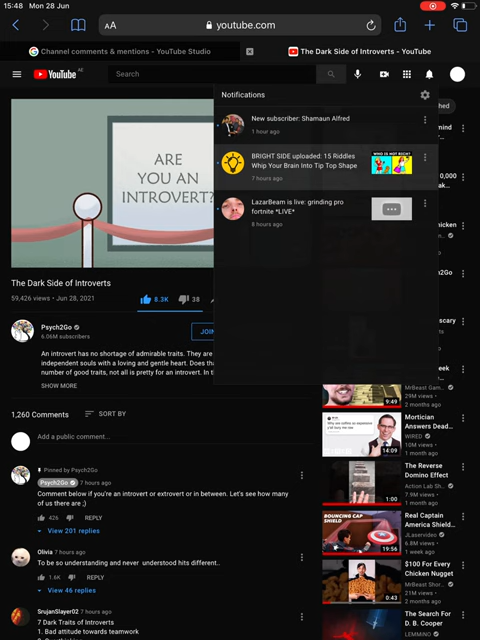 15:48 Mon 28 Jun
AA
youtube.com
Channel comments & mentions - YouTube Studio
The Dark Side of Introverts - YouTube
YouTube AZ
Search
Notifications
New subscriber: Shamaun Alfred
1 hour ago
BRIGHT SIDE uploaded: 15 Riddles
Whip Your Brain Into Tip Top Shape
7 hours ago
WHO IS NOT RIGHT?
LazarBeam is live: grinding pro
fortnite *LIVE*
8 hours ago
ARE
YOU AN
INTROVERT?
The Dark Side of Introverts
59,426 views • Jun 28, 2021
8.3K
38
Psych2Go
6.06M subscribers
JOIN
An introvert has no shortage of admirable traits. They are
independent souls with a loving and gentle heart. Does tha
number of good traits, not all is pretty for an introvert. In t
SHOW MORE
1,260 Comments
SORT BY
Add a public comment...
Pinned by Psych2Go
Psych2Go 7 hours ago
Comment below if you're an introvert or extrovert or in between. Let's see how many
of us there are ;)
426
REPLY
View 201 replies
Olivia 7 hours ago
To be so understanding and never understood hits different..
1.6K
REPLY
View 46 replies
SrujanSlayer02 7 hours ago
7 Dark Traits of Introverts
1. Bad attitude towards teamwork
9:49
MrBeast Gam...
29M views •
2 months ago
14:09
Mortician
Answers Dead...
WIRED
10M views •
1 month ago
1:00
The Reverse
Domino Effect
Action Lab Sh...
7.9M views •
1 month ago
BOUNCING CAP
SHIELD
19:56
Real Captain
America Shield...
JLaservideo
6.8M views •
1 week ago
0:43
$100 For Every
Chicken Nugget
MrBeast Shor...
21M views •
2 months ago
The Search For
D. B. Cooper
LEMMiNO